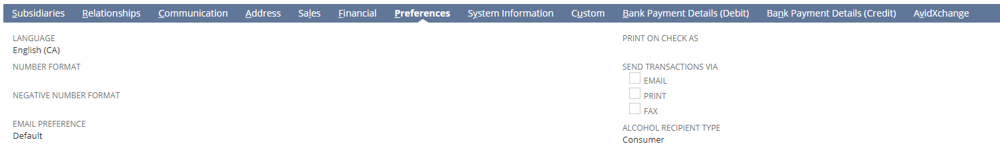 Subsidiaries Relationships Communication Address Sales Financial Preferences System Information Custom Bank Payment Details (Debit) Bank Payment Details (Credit) AvidXchange
LANGUAGE
English (CA)
NUMBER FORMAT
NEGATIVE NUMBER FORMAT
EMAIL PREFERENCE
Default
PRINT ON CHECK AS
SEND TRANSACTIONS VIA
EMAIL
PRINT
FAX
ALCOHOL RECIPIENT TYPE
Consumer